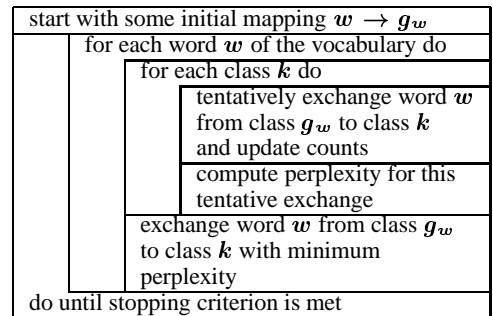 start with some initial mapping w → g_w
for each word w of the vocabulary do
for each class k do
tentatively exchange word w
from class g_w to class k
and update counts
compute perplexity for this
tentative exchange
exchange word w from class g_w
to class k with minimum
perplexity
do until stopping criterion is met